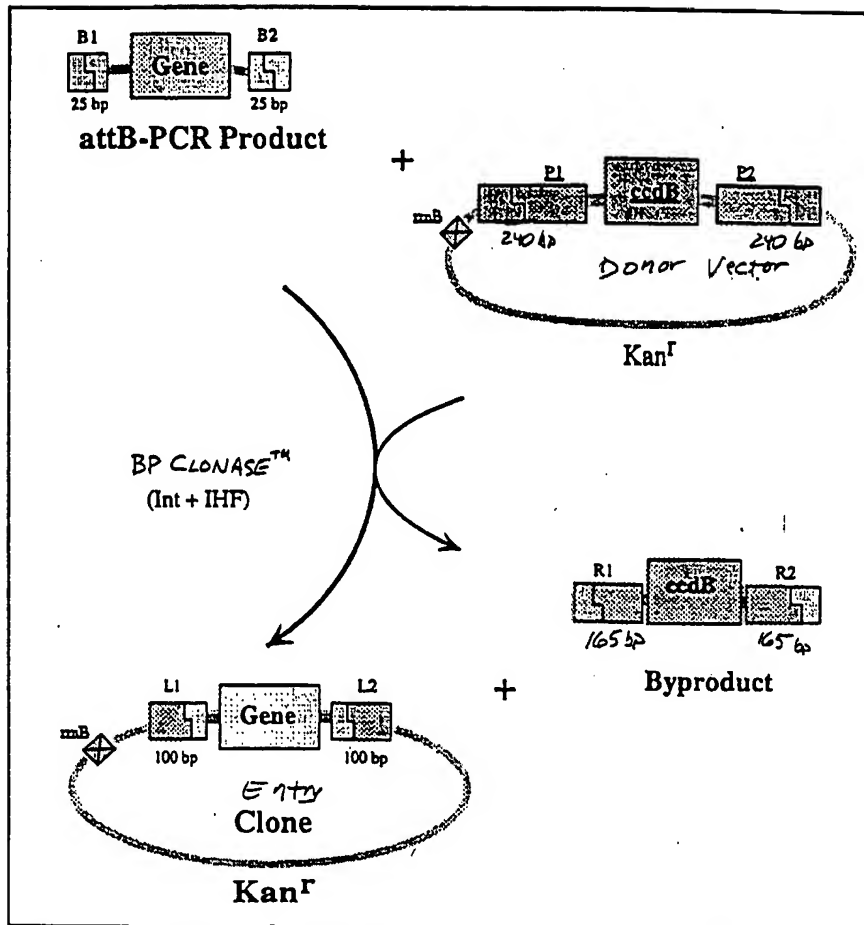 B1 B2
Gene
25 bp 25 bp
attB-PCR Product
+
P1 ccdB P2
rrnB
240 bp 240 bp
Donor Vector
Kanr
BP CLONASE™
(Int + IHF)
R1 ccdB R2
165 bp 165 bp
Byproduct
+
L1 L2
Gene
rrnB
100 bp 100 bp
Entry
Clone
Kanr